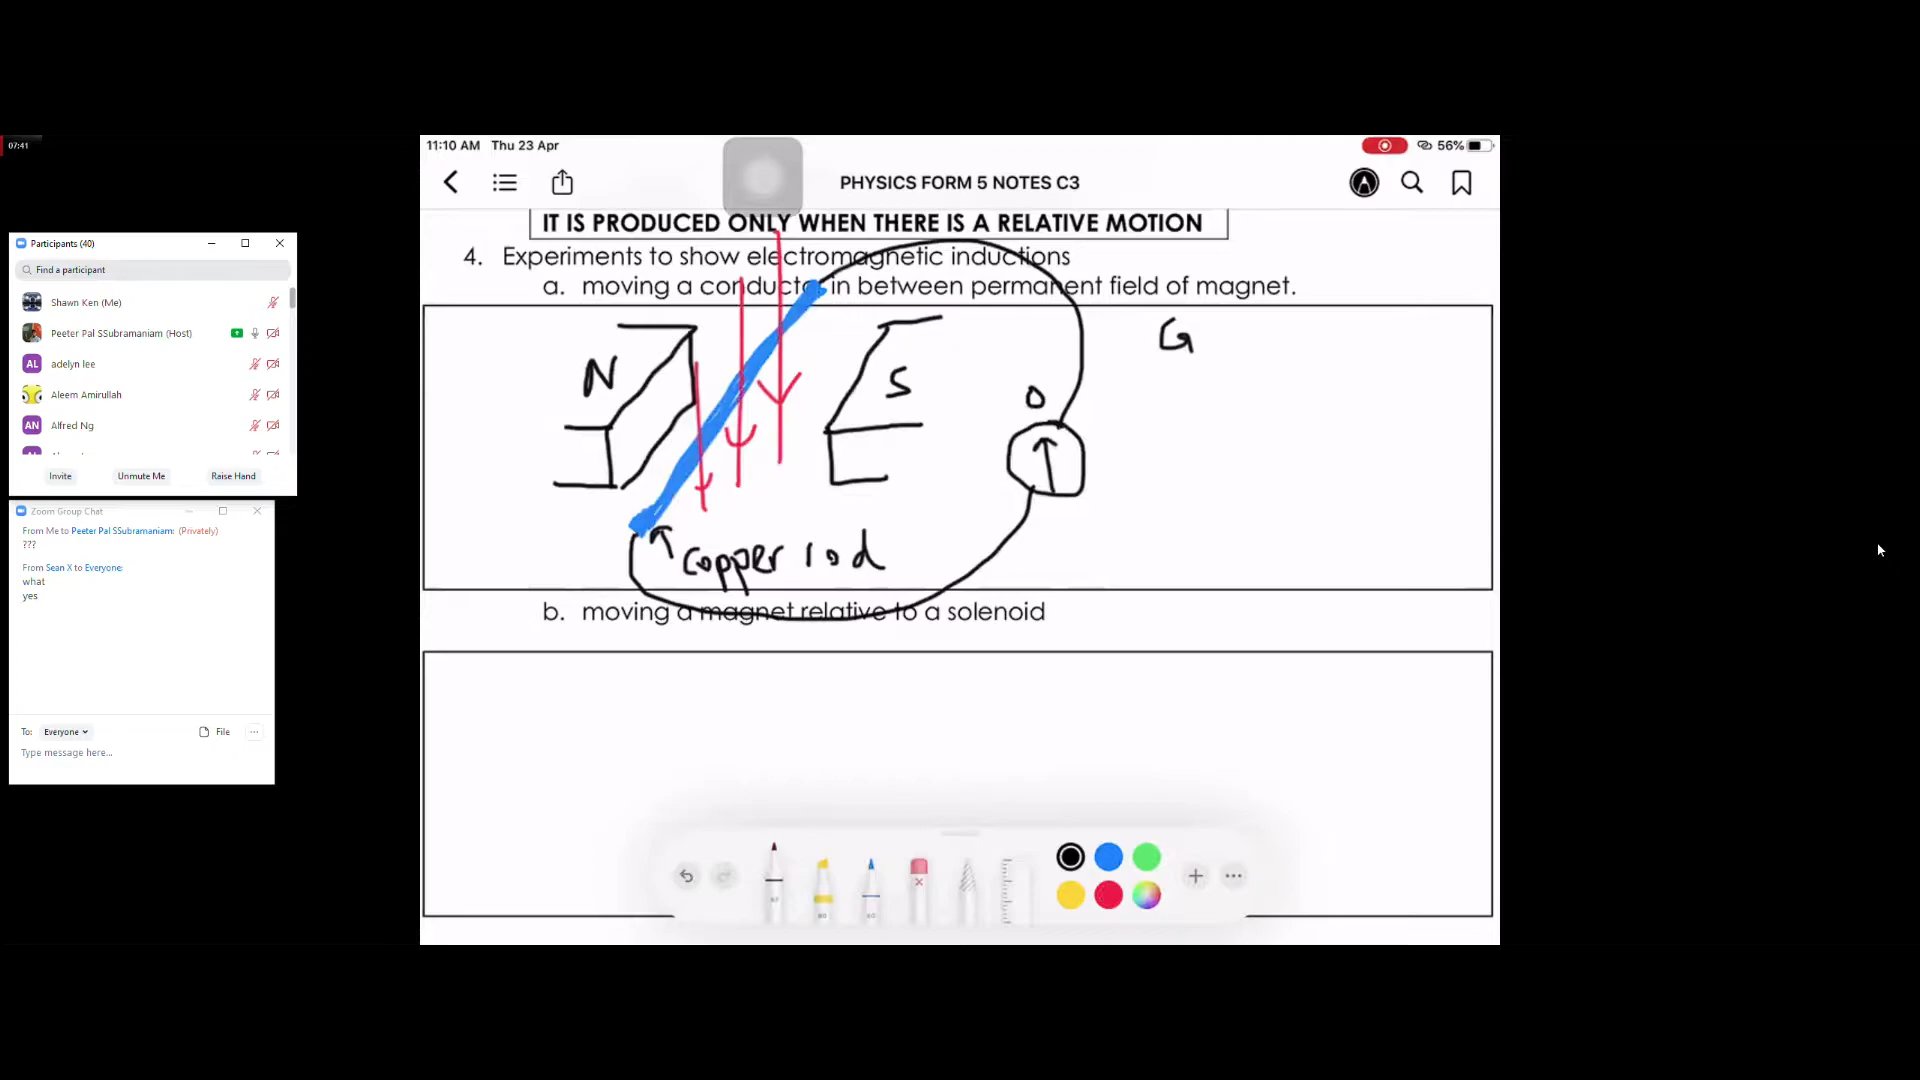 07:41
Participants (40)
Find a participant
Shawn Ken (Me)
Peeter Pal SSubramaniam (Host)
AL adelyn lee
Aleem Amirullah
AN Alfred Ng
Invite Unmute Me Raise Hand
Zoom Group Chat
From Me to Peeter Pal SSubramaniam: (Privately)
???
From Sean X to Everyone:
what
yes
To: Everyone File
Type message here...
11:10 AM Thu 23 Apr 56%
PHYSICS FORM 5 NOTES C3
IT IS PRODUCED ONLY WHEN THERE IS A RELATIVE MOTION
4. Experiments to show electromagnetic inductions
a. moving a conductor in between permanent field of magnet.
N S O G
copper rod
b. moving a magnet relative to a solenoid